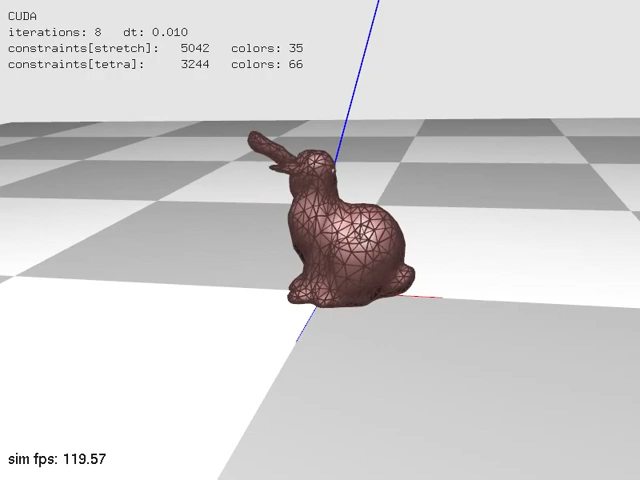 CUDA
iterations: 8 dt: 0.010
constraints[stretch]: 5042 colors: 35
constraints[tetra]: 3244 colors: 66
sim fps: 119.57